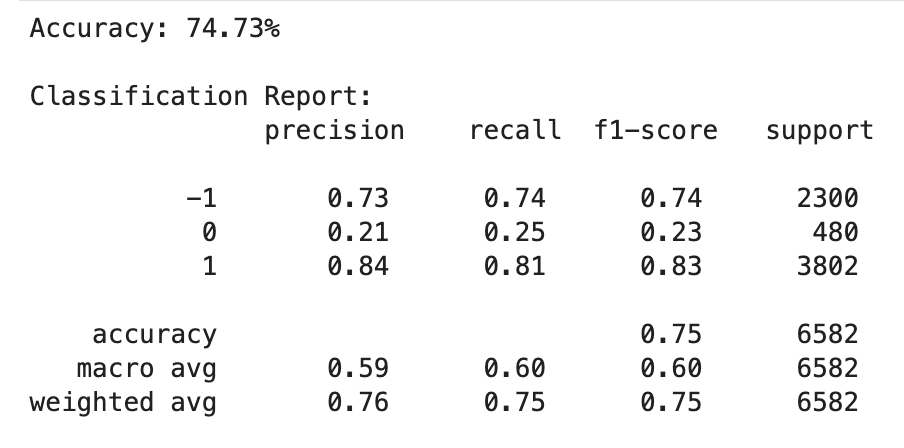 Accuracy: 74.73%
Classification Report:
precision recall f1-score support
-1 0.73 0.74 0.74 2300
0 0.21 0.25 0.23 480
1 0.84 0.81 0.83 3802
accuracy 0.75 6582
macro avg 0.59 0.60 0.60 6582
weighted avg 0.76 0.75 0.75 6582